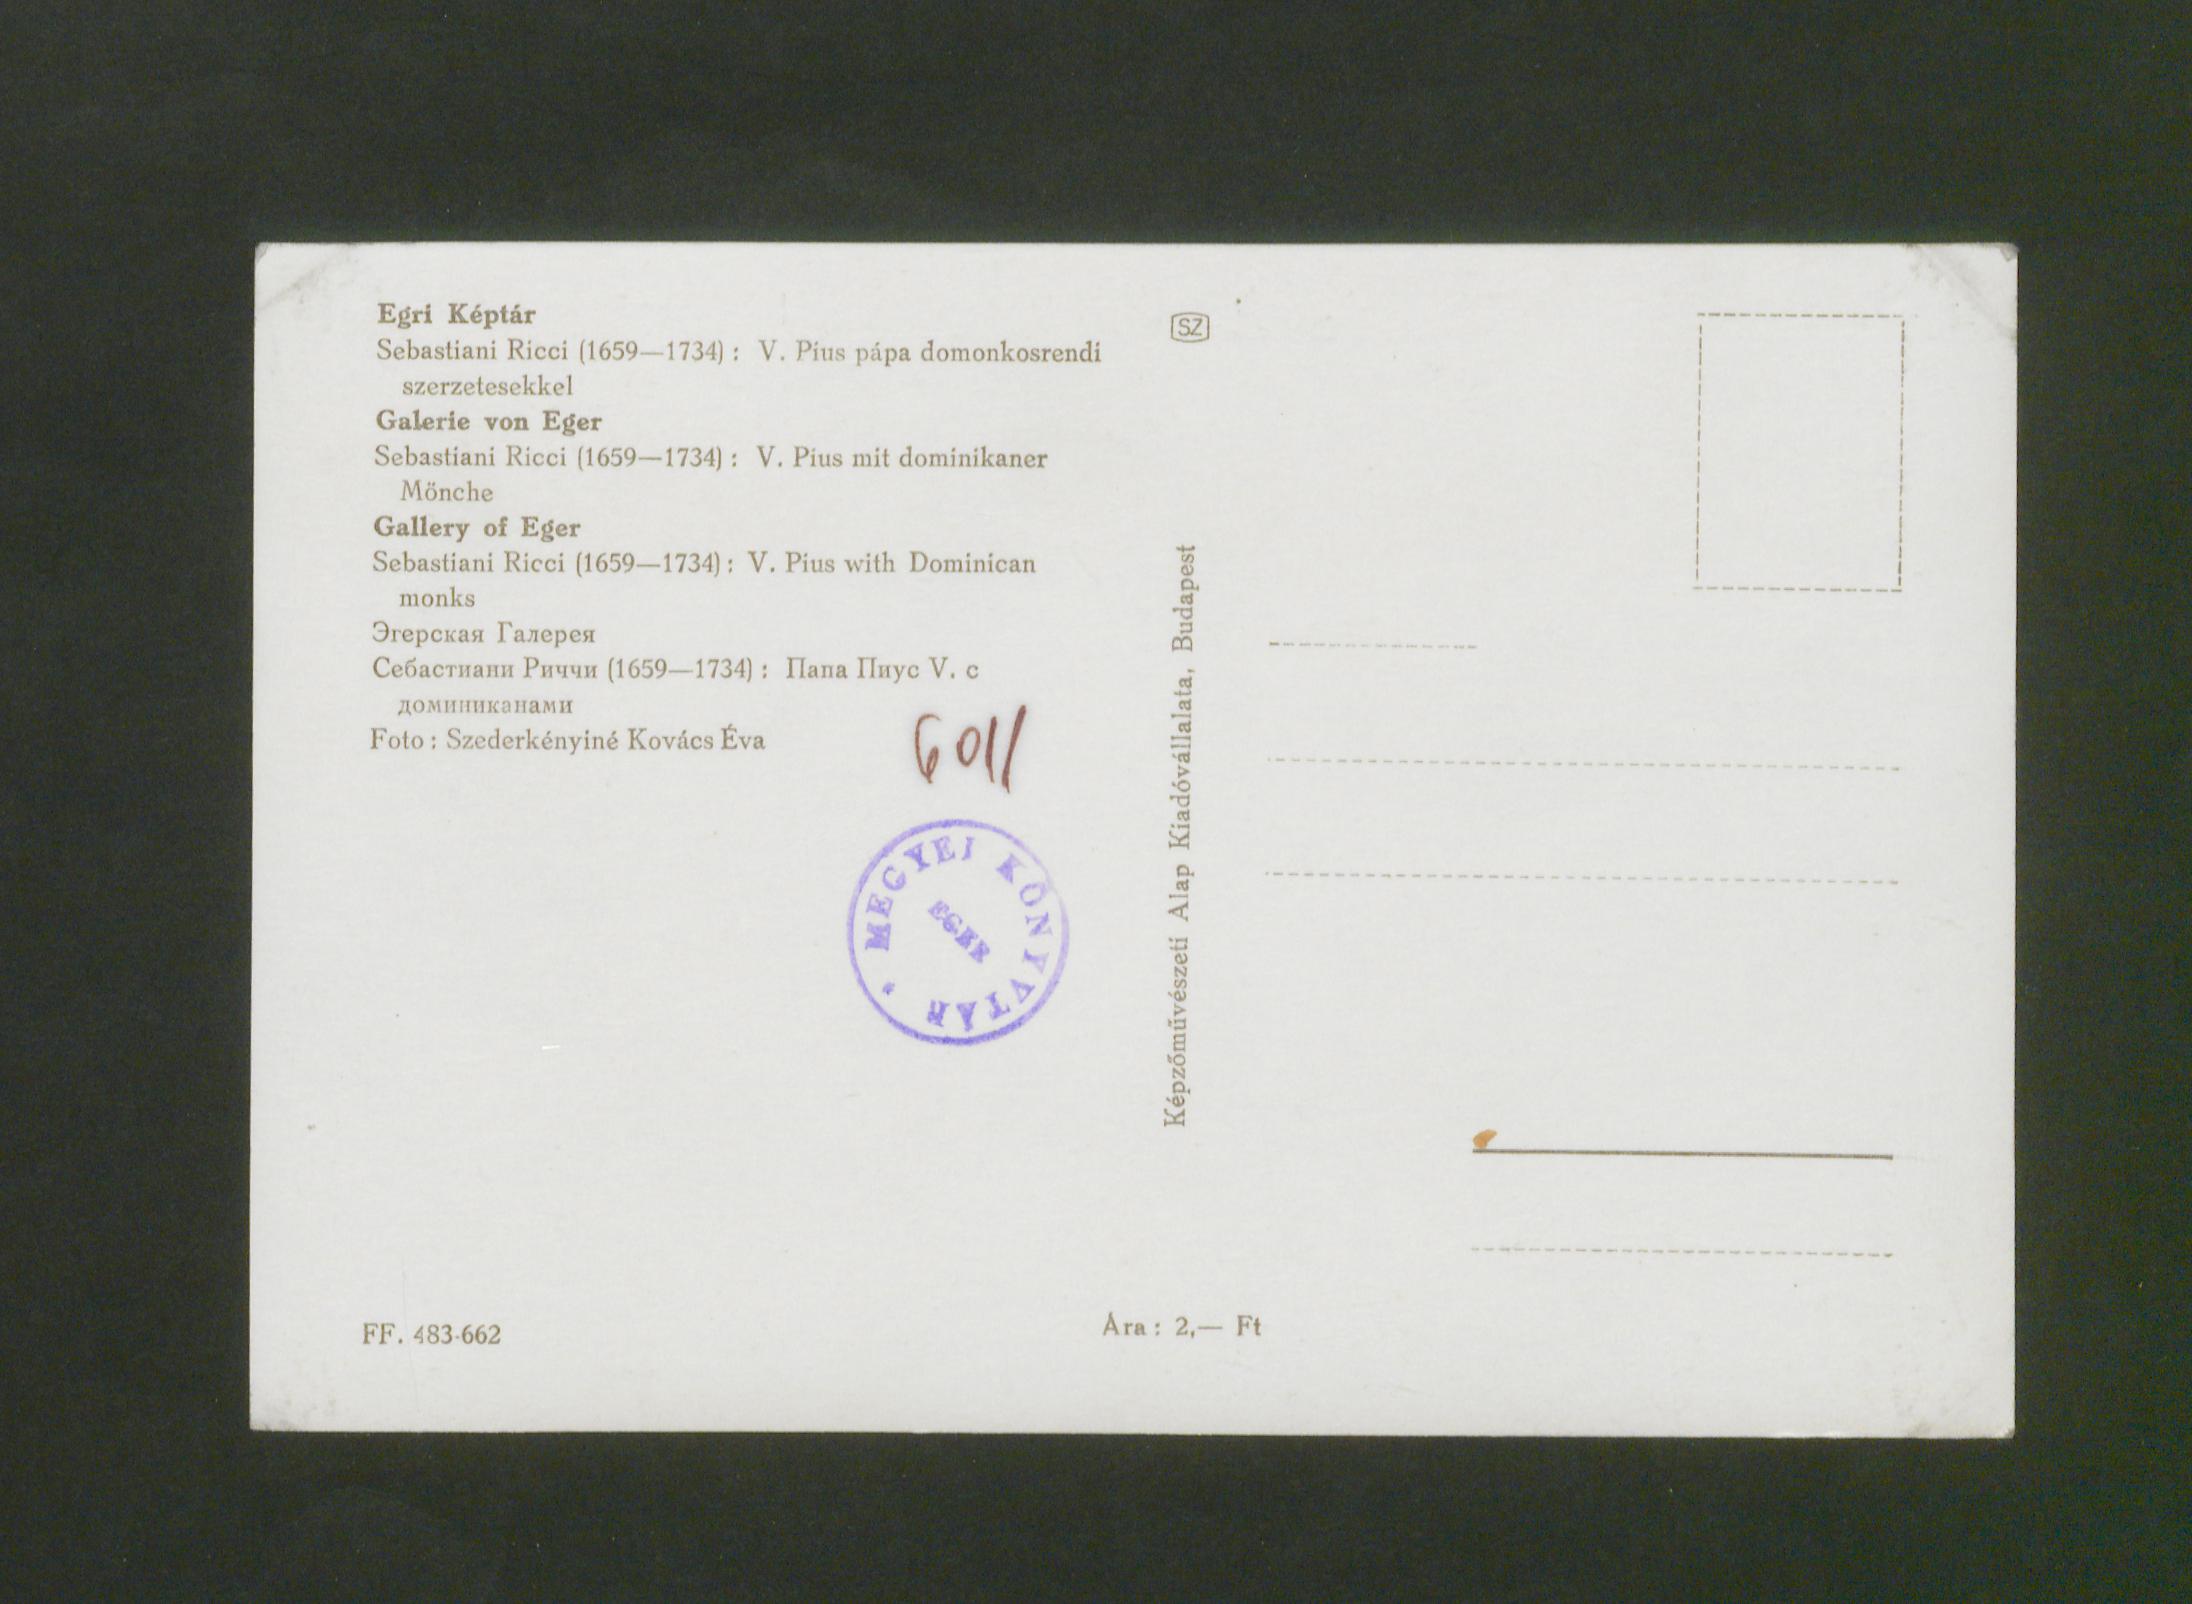 Egri Képtár
Sebastiani Ricci (1659—1734) : V. Pius pápa domonkosrendi
szerzetesekkel
Galerie von Eger
Sebastiani Ricci (1659—1734) : V. Pius mit dominikaner
Mönche
Gallery of Eger
Sebastiani Ricci (1659—1734) : V. Pius with Dominican
monks
Эгерская Галерея
Себастиани Риччи (1659—1734) : Папа Пиус V. с
доминиканами
Foto : Szederkényiné Kovács Éva
6011
MEGYEI KÖNYVTÁR
EGER
FF. 483-662
SZ
Képzőművészeti Alap Kiadóvállalata, Budapest
Ára : 2,— Ft